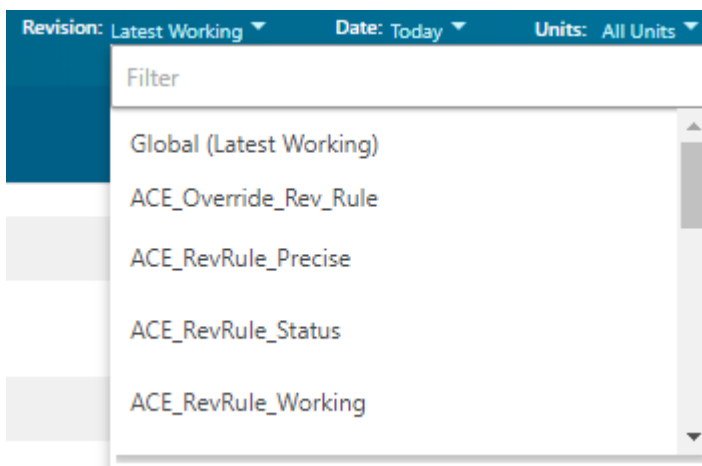 Revision: Latest Working Date: Today Units: All Units
Filter
Global (Latest Working)
ACE_Override_Rev_Rule
ACE_RevRule_Precise
ACE_RevRule_Status
ACE_RevRule_Working